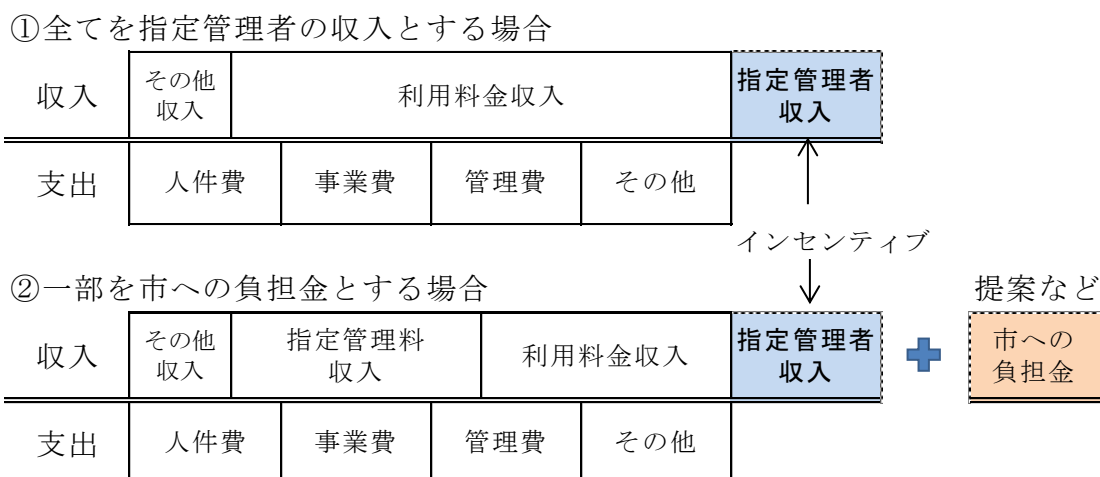 ①全てを指定管理者の収入とする場合
収入
その他
収入
利用料金収入
指定管理者
収入
支出
人件費
事業費
管理費
その他
インセンティブ
②一部を市への負担金とする場合
提案など
収入
その他
収入
指定管理料
収入
利用料金収入
指定管理者
収入
市への
負担金
支出
人件費
事業費
管理費
その他